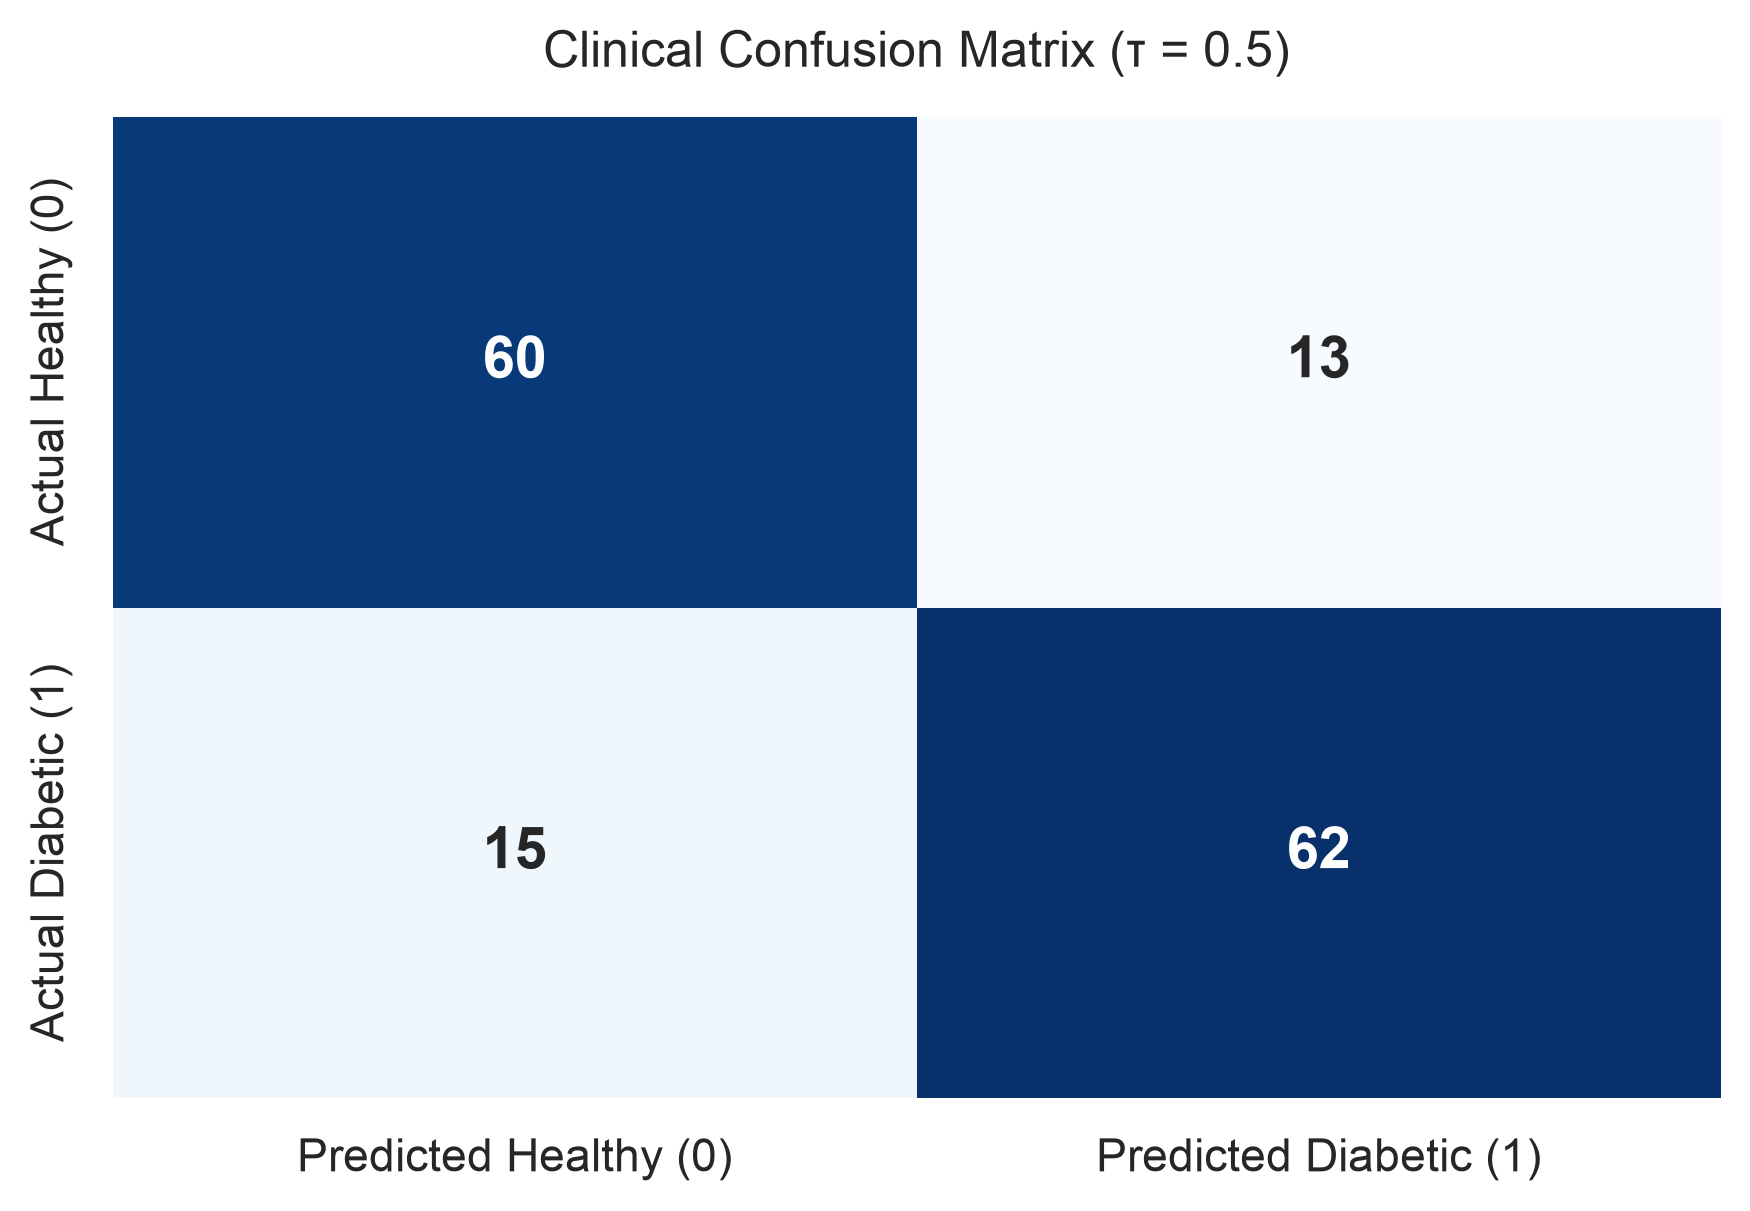 Clinical Confusion Matrix (τ = 0.5)
Actual Healthy (0)
60
13
Actual Diabetic (1)
15
62
Predicted Healthy (0)
Predicted Diabetic (1)